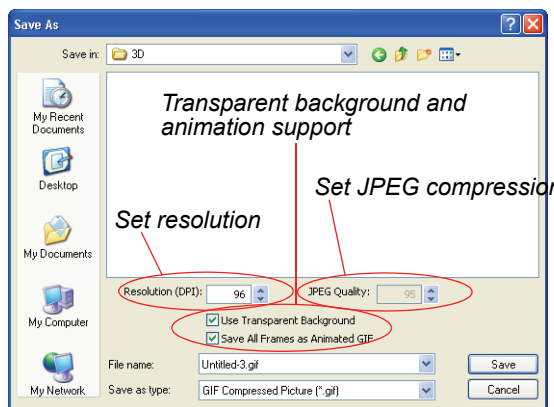 Save As
Save in:
3D
Transparent background and
animation support
My Recent
Documents
Desktop
Set JPEG compression
Set resolution
My Documents
Resolution (DPI):
96
JPEG Quality:
95
My Computer
Use Transparent Background
Save All Frames as Animated GIF
File name:
Untitled-3.gif
Save
My Network
Save as type:
GIF Compressed Picture (*.gif)
Cancel